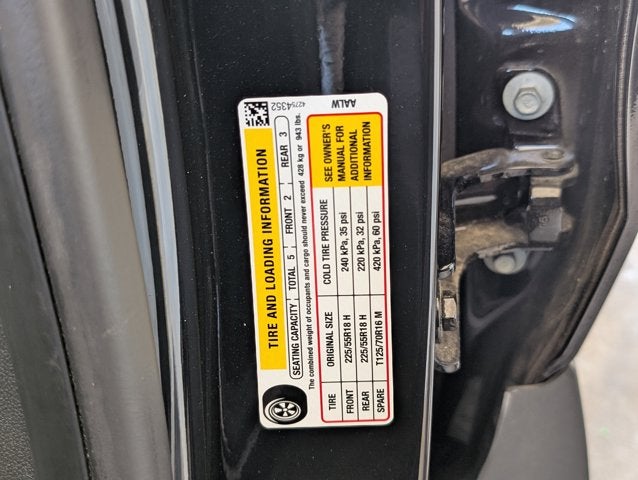 42754352
AALW
TIRE AND LOADING INFORMATION
SEATING CAPACITY TOTAL 5 FRONT 2 REAR 3
The combined weight of occupants and cargo should never exceed 428 kg or 943 lbs.
TIRE ORIGINAL SIZE COLD TIRE PRESSURE
FRONT 225/55R18 H 240 kPa, 35 psi
REAR 225/55R18 H 220 kPa, 32 psi
SPARE T125/70R16 M 420 kPa, 60 psi
SEE OWNER'S
MANUAL FOR
ADDITIONAL
INFORMATION